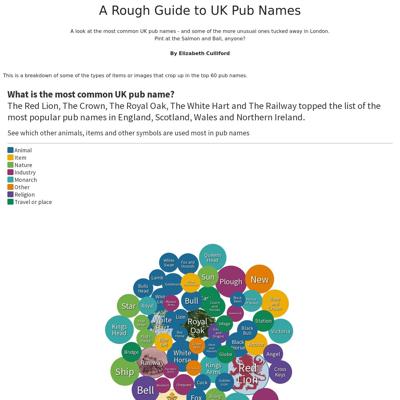 A Rough Guide to UK Pub Names
A look at the most common UK pub names - and some of the more unusual ones tucked away in London.
Pint at the Salmon and Ball, anyone?
By Elizabeth Culliford
This is a breakdown of some of the types of items or images that crop up in the top 60 pub names.
What is the most common UK pub name?
The Red Lion, The Crown, The Royal Oak, The White Hart and The Railway topped the list of the
most popular pub names in England, Scotland, Wales and Northern Ireland.
See which other animals, items and other symbols are used most in pub names
Animal
Item
Nature
Industry
Monarch
Other
Religion
Travel or place
Queens
Head
Lamb
Sun
Plough
New
Bulls
Head
Star
Royal
Bull
Station
Kings
Head
White
Hart
Lion
Royal
Oak
Black
Bull
Victoria
Bridge
White
Horse
Globe
Black
Horse
Angel
Railway
Ship
Kings
Arms
Red
Lion
Cross
Keys
Bell
Cock
Fox